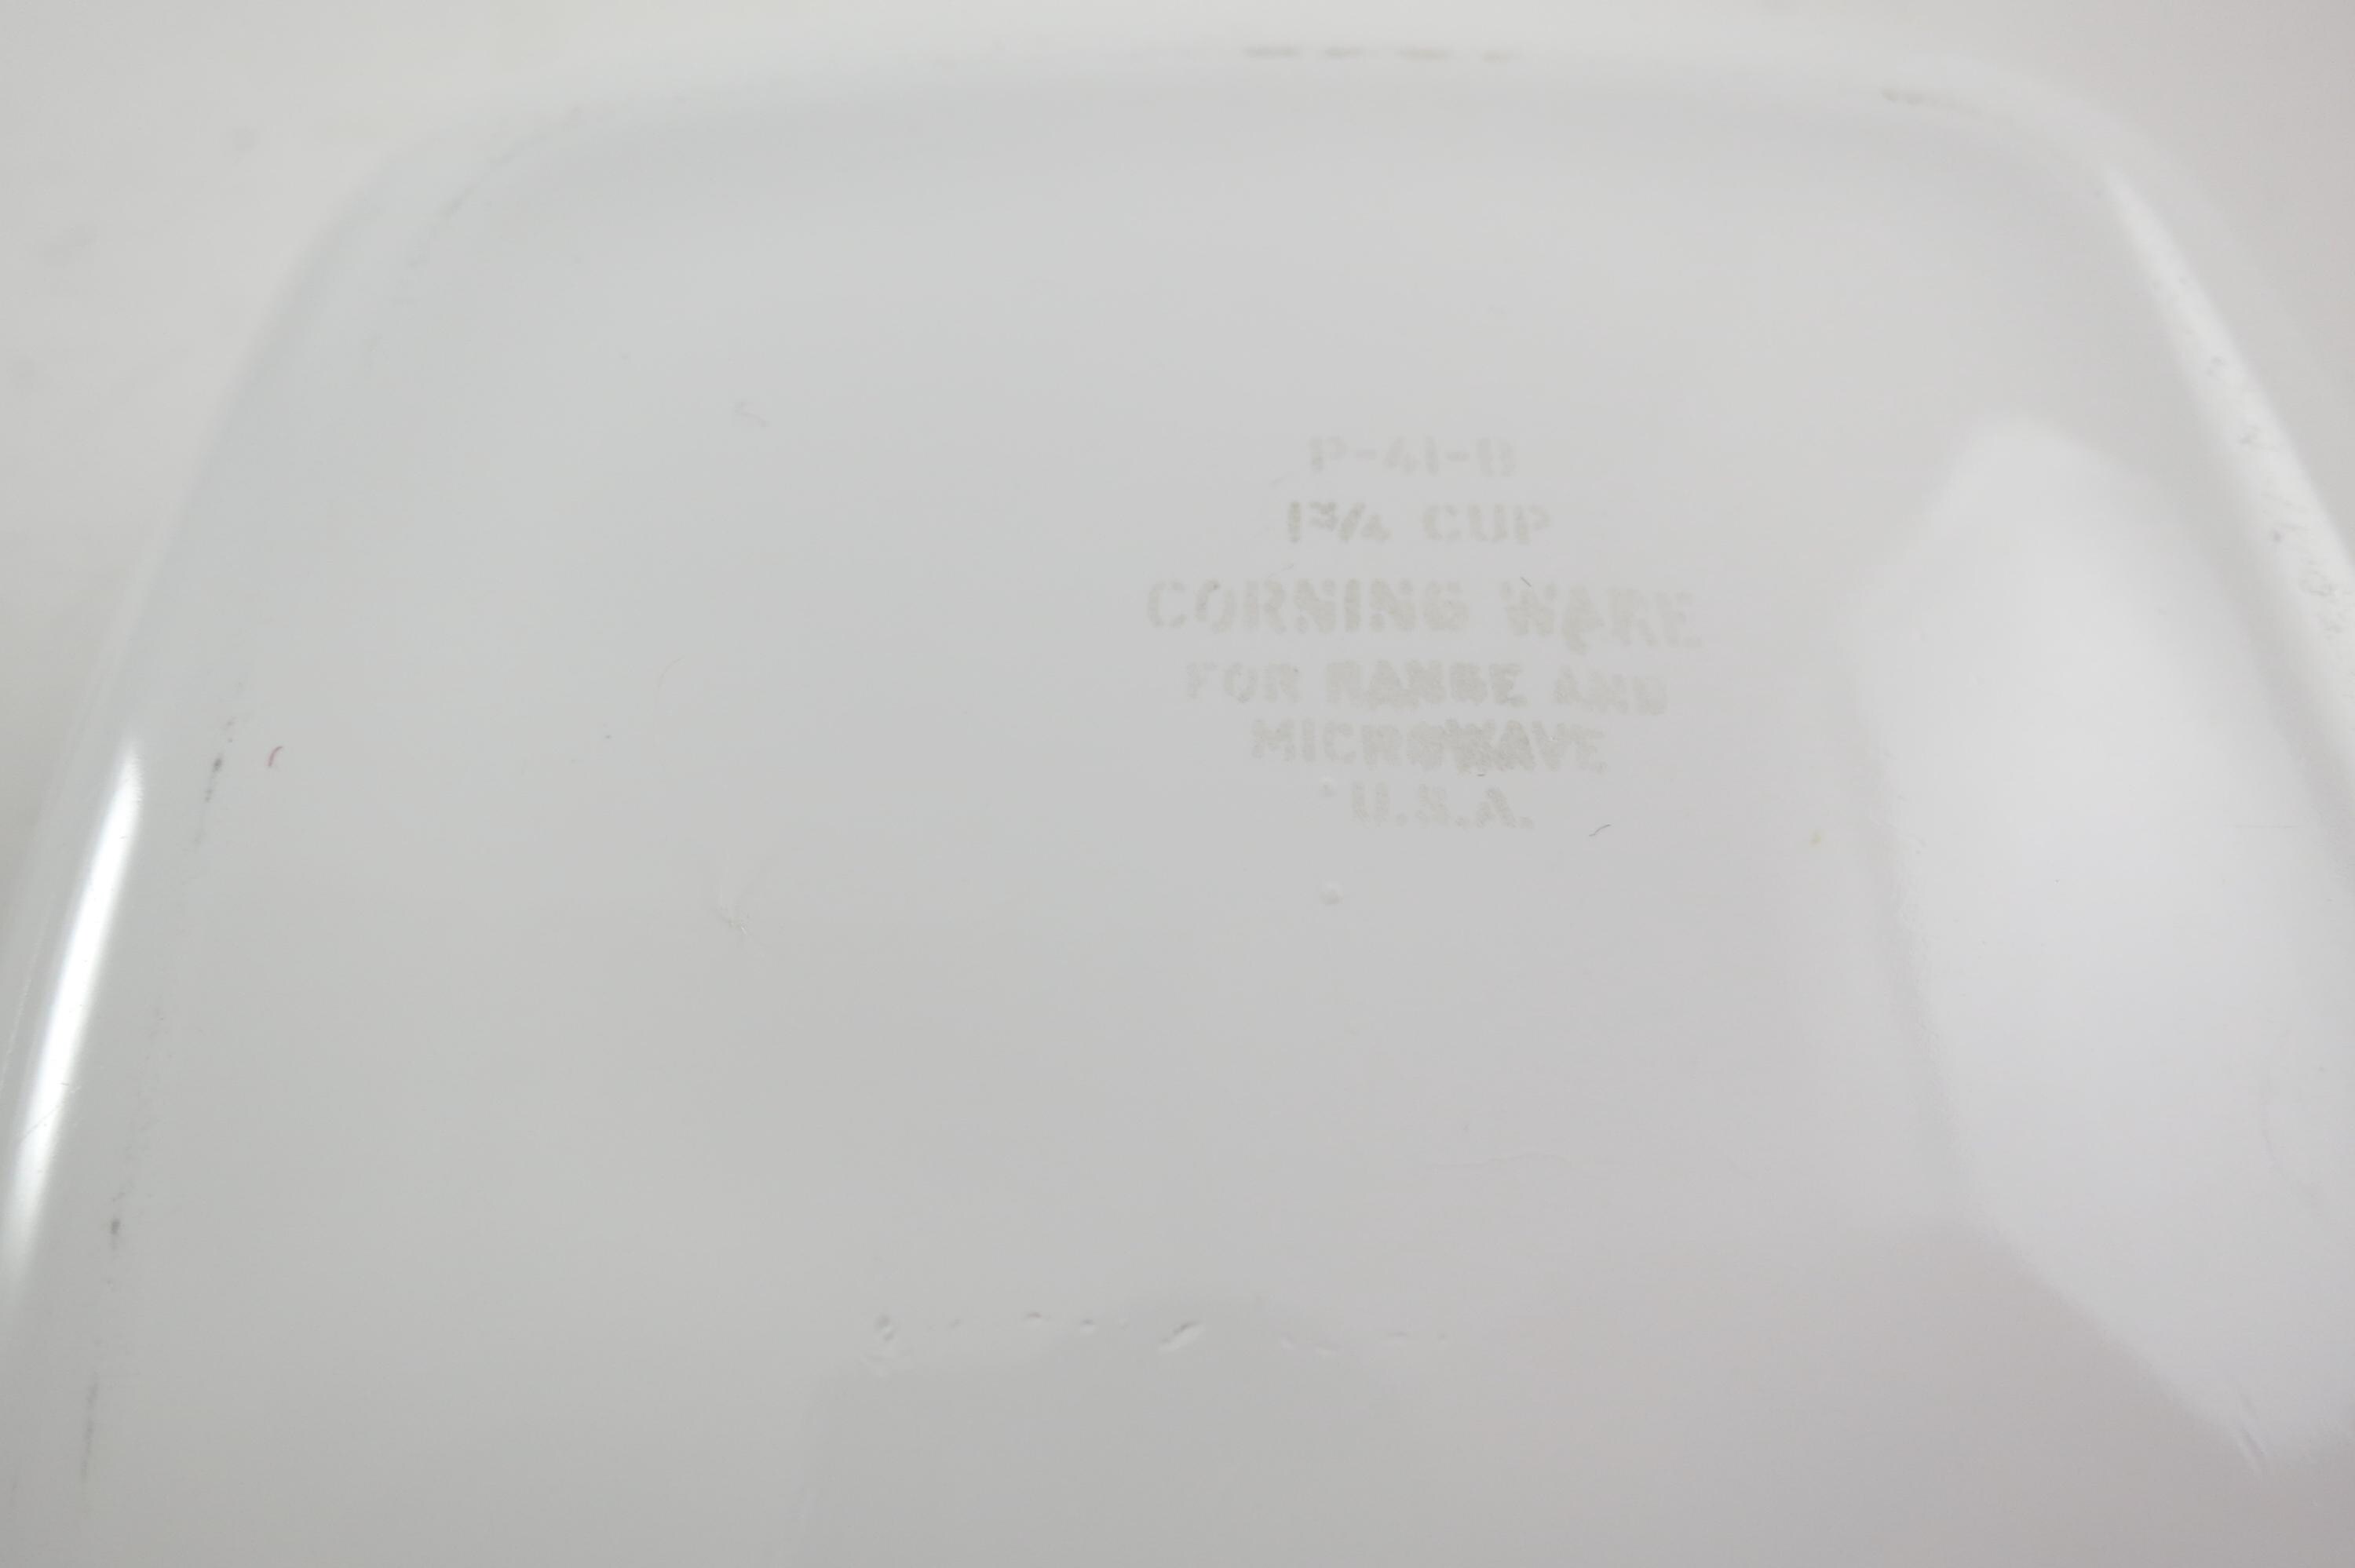 P-41-B
1¾ CUP
CORNING WARE
FOR RANGE AND
MICROWAVE
U.S.A.